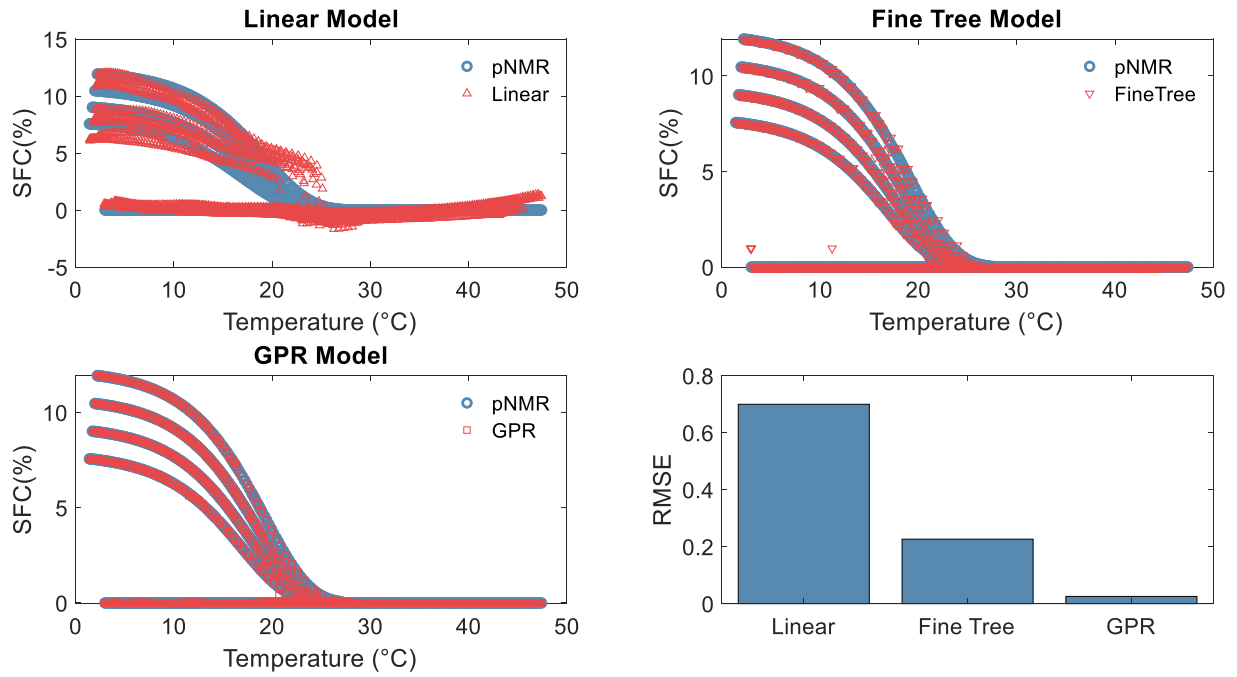 Linear Model
15
10
5
0
-5
SFC(%)
0 10 20 30 40 50
Temperature (°C)
pNMR
Linear
Fine Tree Model
10
5
0
SFC(%)
0 10 20 30 40 50
Temperature (°C)
pNMR
FineTree
GPR Model
10
5
0
SFC(%)
0 10 20 30 40 50
Temperature (°C)
pNMR
GPR
0.8
0.6
0.4
0.2
0
RMSE
Linear Fine Tree GPR